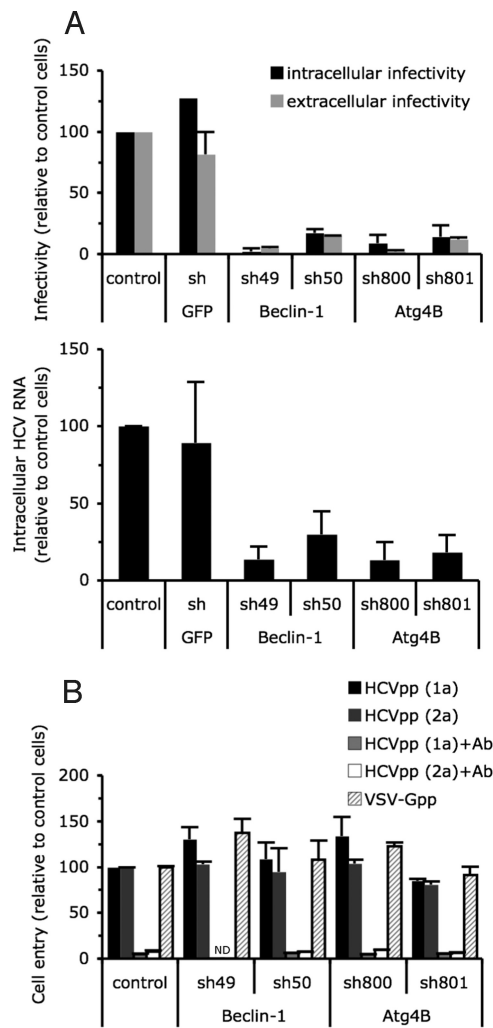 A
Infectivity (relative to control cells)
150
100
50
0
intracellular infectivity
extracellular infectivity
control
sh
sh49
sh50
sh800
sh801
GFP
Beclin-1
Atg4B
Intracellular HCV RNA
(relative to control cells)
150
100
50
0
control
sh
sh49
sh50
sh800
sh801
GFP
Beclin-1
Atg4B
B
HCVpp (1a)
HCVpp (2a)
HCVpp (1a)+Ab
HCVpp (2a)+Ab
VSV-Gpp
Cell entry (relative to control cells)
200
150
100
50
0
ND
control
sh49
sh50
sh800
sh801
Beclin-1
Atg4B